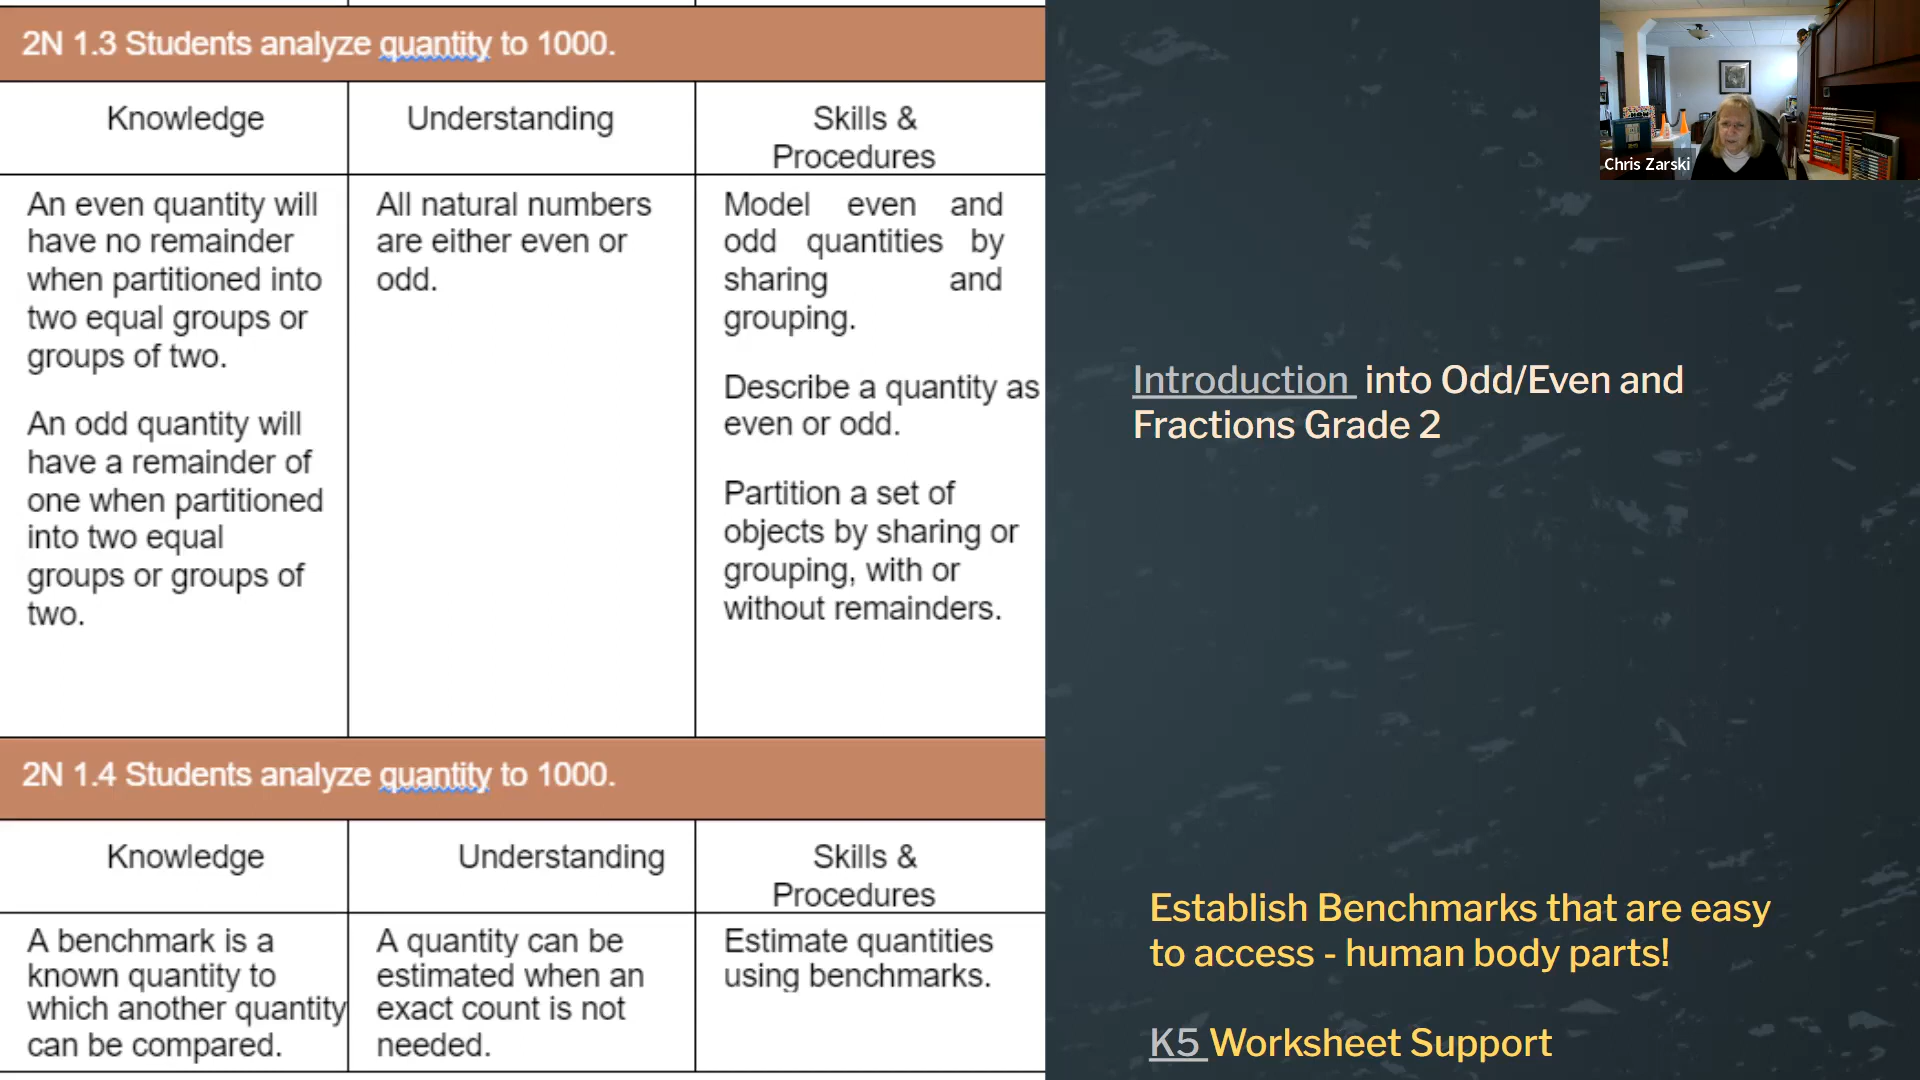 2N 1.3 Students analyze quantity to 1000.
Knowledge
Understanding
Skills &
Procedures
An even quantity will
have no remainder
when partitioned into
two equal groups or
groups of two.
An odd quantity will
have a remainder of
one when partitioned
into two equal
groups or groups of
two.
All natural numbers
are either even or
odd.
Model even and
odd quantities by
sharing and
grouping.
Describe a quantity as
even or odd.
Partition a set of
objects by sharing or
grouping, with or
without remainders.
2N 1.4 Students analyze quantity to 1000.
Knowledge
Understanding
Skills &
Procedures
A benchmark is a
known quantity to
which another quantity
can be compared.
A quantity can be
estimated when an
exact count is not
needed.
Estimate quantities
using benchmarks.
Chris Zarski
Introduction into Odd/Even and
Fractions Grade 2
Establish Benchmarks that are easy
to access - human body parts!
K5 Worksheet Support